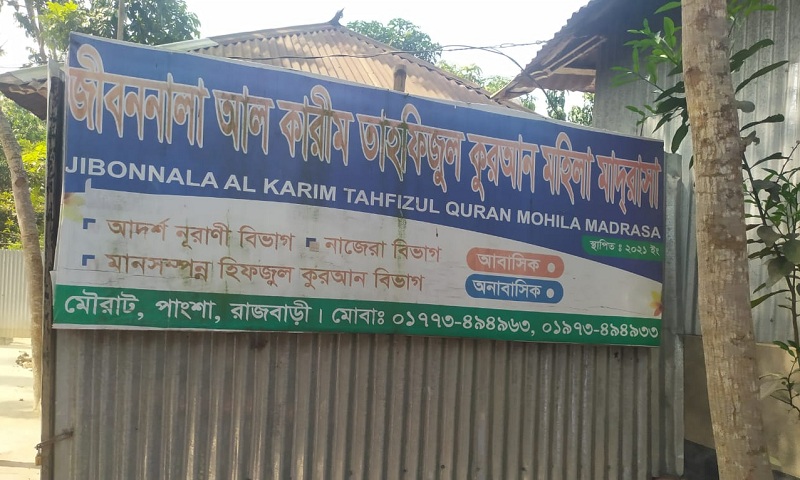 জীবননালা আল কারীম তাহফিজুল কুরআন মহিলা মাদ্রাসা
JIBONNALA AL KARIM TAHFIZUL QURAN MOHILA MADRASA
স্থাপিত ঃ ২০২১ ইং
আদর্শ নূরাণী বিভাগ নাজেরা বিভাগ আবাসিক
মানসম্পন্ন হিফজুল কুরআন বিভাগ অনাবাসিক
মৌরাট, পাংশা, রাজবাড়ী। মোবাঃ ০১৭৭৩-৪৯৪৯৬৩, ০১৯৭৩-৪৯৪৯৩৩